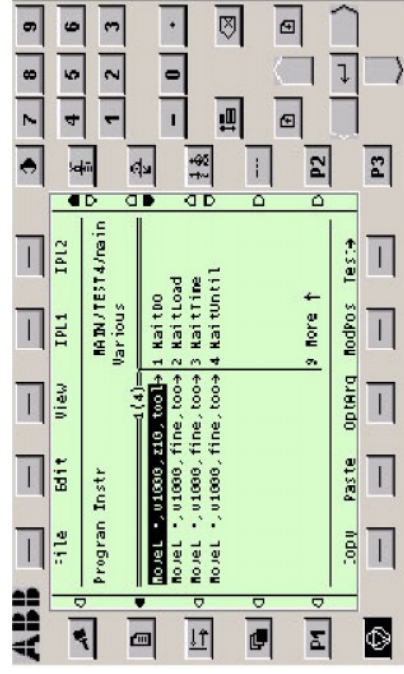 ABB
File Edit View IPL1 IPL2
Program Instr MAIN/TEST4/main
Various
1(4)
MoveL *,v1000,z10,tool→ 1 WaitDO
MoveL *,v1000,fine,too→ 2 WaitLoad
MoveL *,v1000,fine,too→ 3 WaitTime
MoveL *,v1000,fine,too→ 4 WaitUntil
9 More ↑
Copy Paste OptArg ModPos Test→
P1
P2
P3
7 8 9
4 5 6
1 2 3
- 0 .